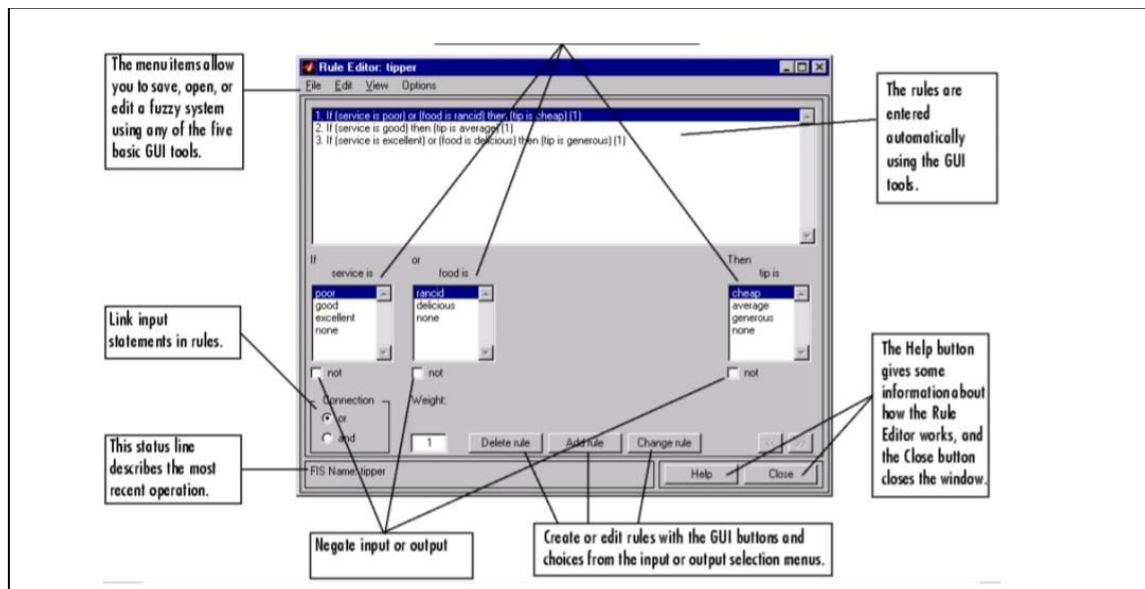 The menu items allow
you to save, open, or
edit a fuzzy system
using any of the five
basic GUI tools.
Rule Editor: tipper
File Edit View Options
1. If (service is poor) or (food is rancid) then (tip is cheap) (1)
2. If (service is good) then (tip is average) (1)
3. If (service is excellent) or (food is delicious) then (tip is generous) (1)
The rules are
entered
automatically
using the GUI
tools.
If or Then
service is food is tip is
poor rancid cheap
good delicious average
excellent none generous
none none
not not not
Link input
statements in rules.
Connection Weight:
or
and 1 Delete rule Add rule Change rule << >>
This status line
describes the most
recent operation.
FIS Name: tipper Help Close
The Help button
gives some
information about
how the Rule
Editor works, and
the Close button
closes the window.
Negate input or output
Create or edit rules with the GUI buttons and
choices from the input or output selection menus.